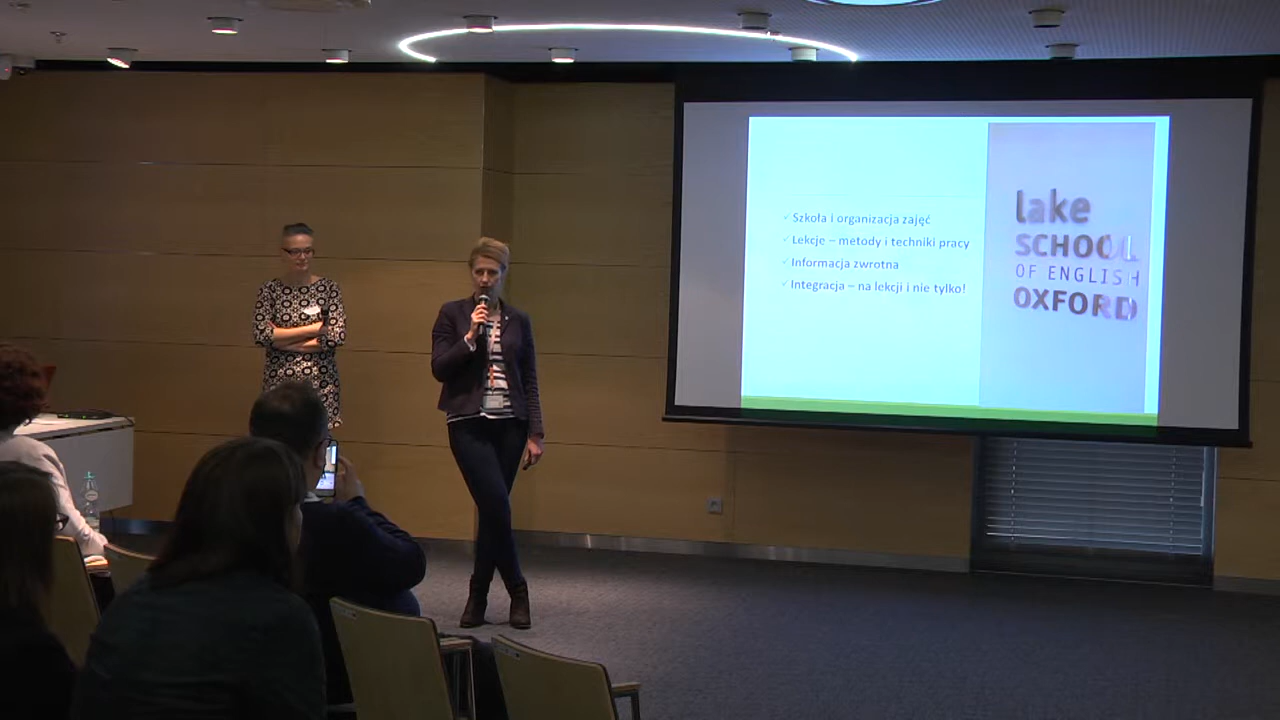 ✓Szkoła i organizacja zajęć
✓Lekcje – metody i techniki pracy
✓Informacja zwrotna
✓Integracja – na lekcji i nie tylko!
lake
SCHOOL
OF ENGLISH
OXFORD